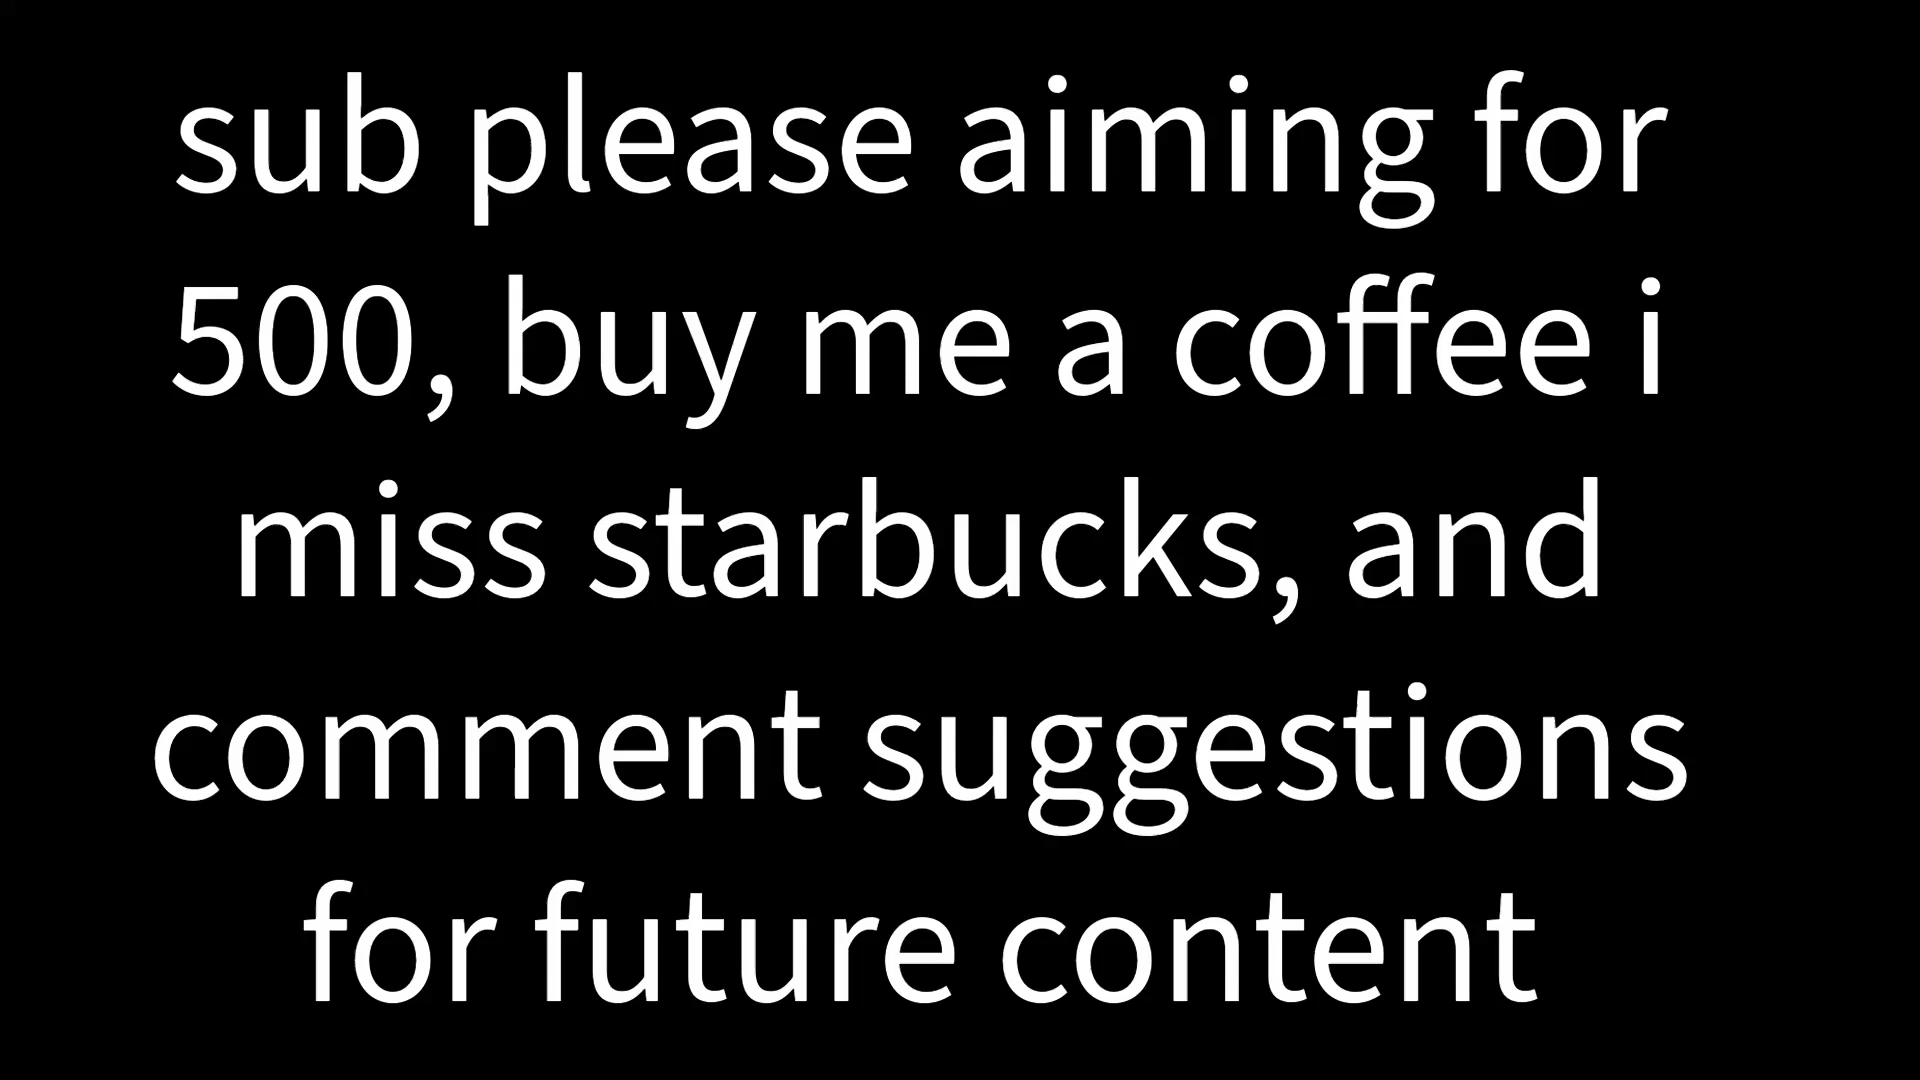 sub please aiming for
500, buy me a coffee i
miss starbucks, and
comment suggestions
for future content